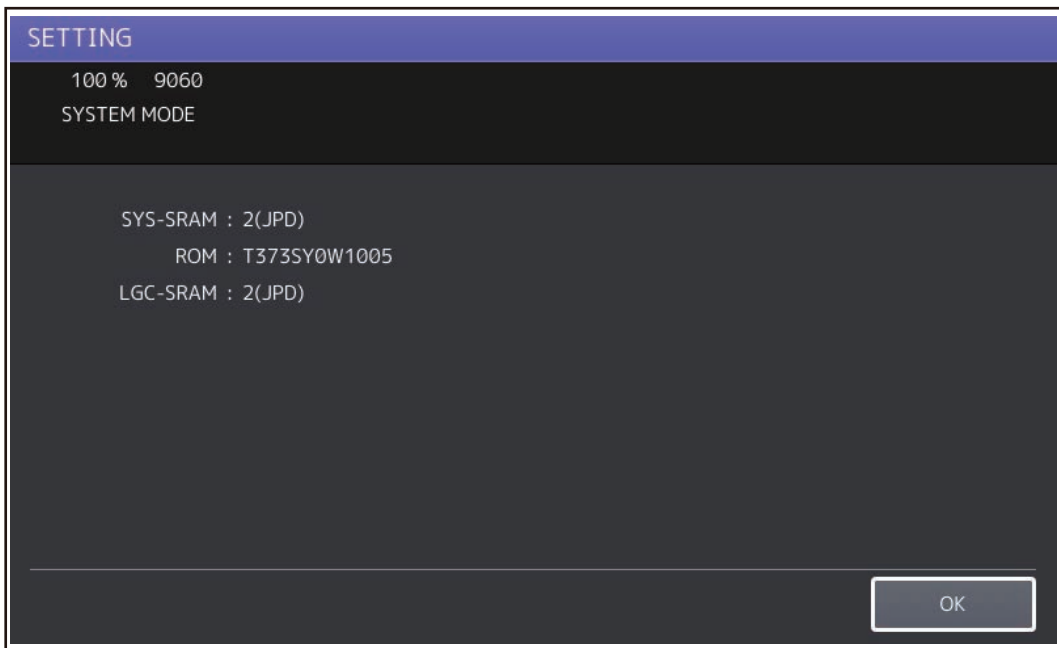 SETTING
100 % 9060
SYSTEM MODE
SYS-SRAM : 2(JPD)
ROM : T373SY0W1005
LGC-SRAM : 2(JPD)
OK